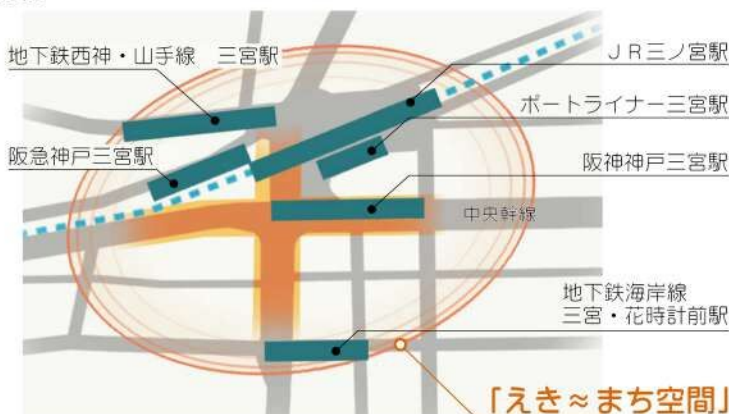 地下鉄西神・山手線 三宮駅
JR三ノ宮駅
ポートライナー三宮駅
阪急神戸三宮駅
阪神神戸三宮駅
中央幹線
地下鉄海岸線
三宮・花時計前駅
「えき≈まち空間」